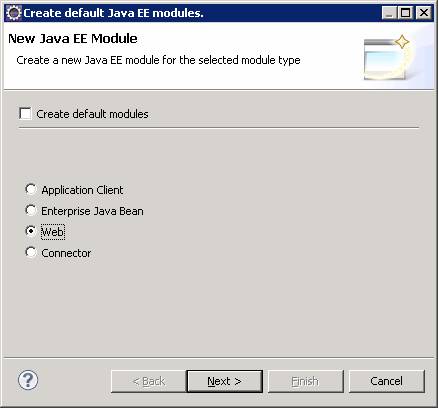 Create default Java EE modules.
New Java EE Module
Create a new Java EE module for the selected module type
Create default modules
Application Client
Enterprise Java Bean
Web
Connector
? < Back Next > Finish Cancel